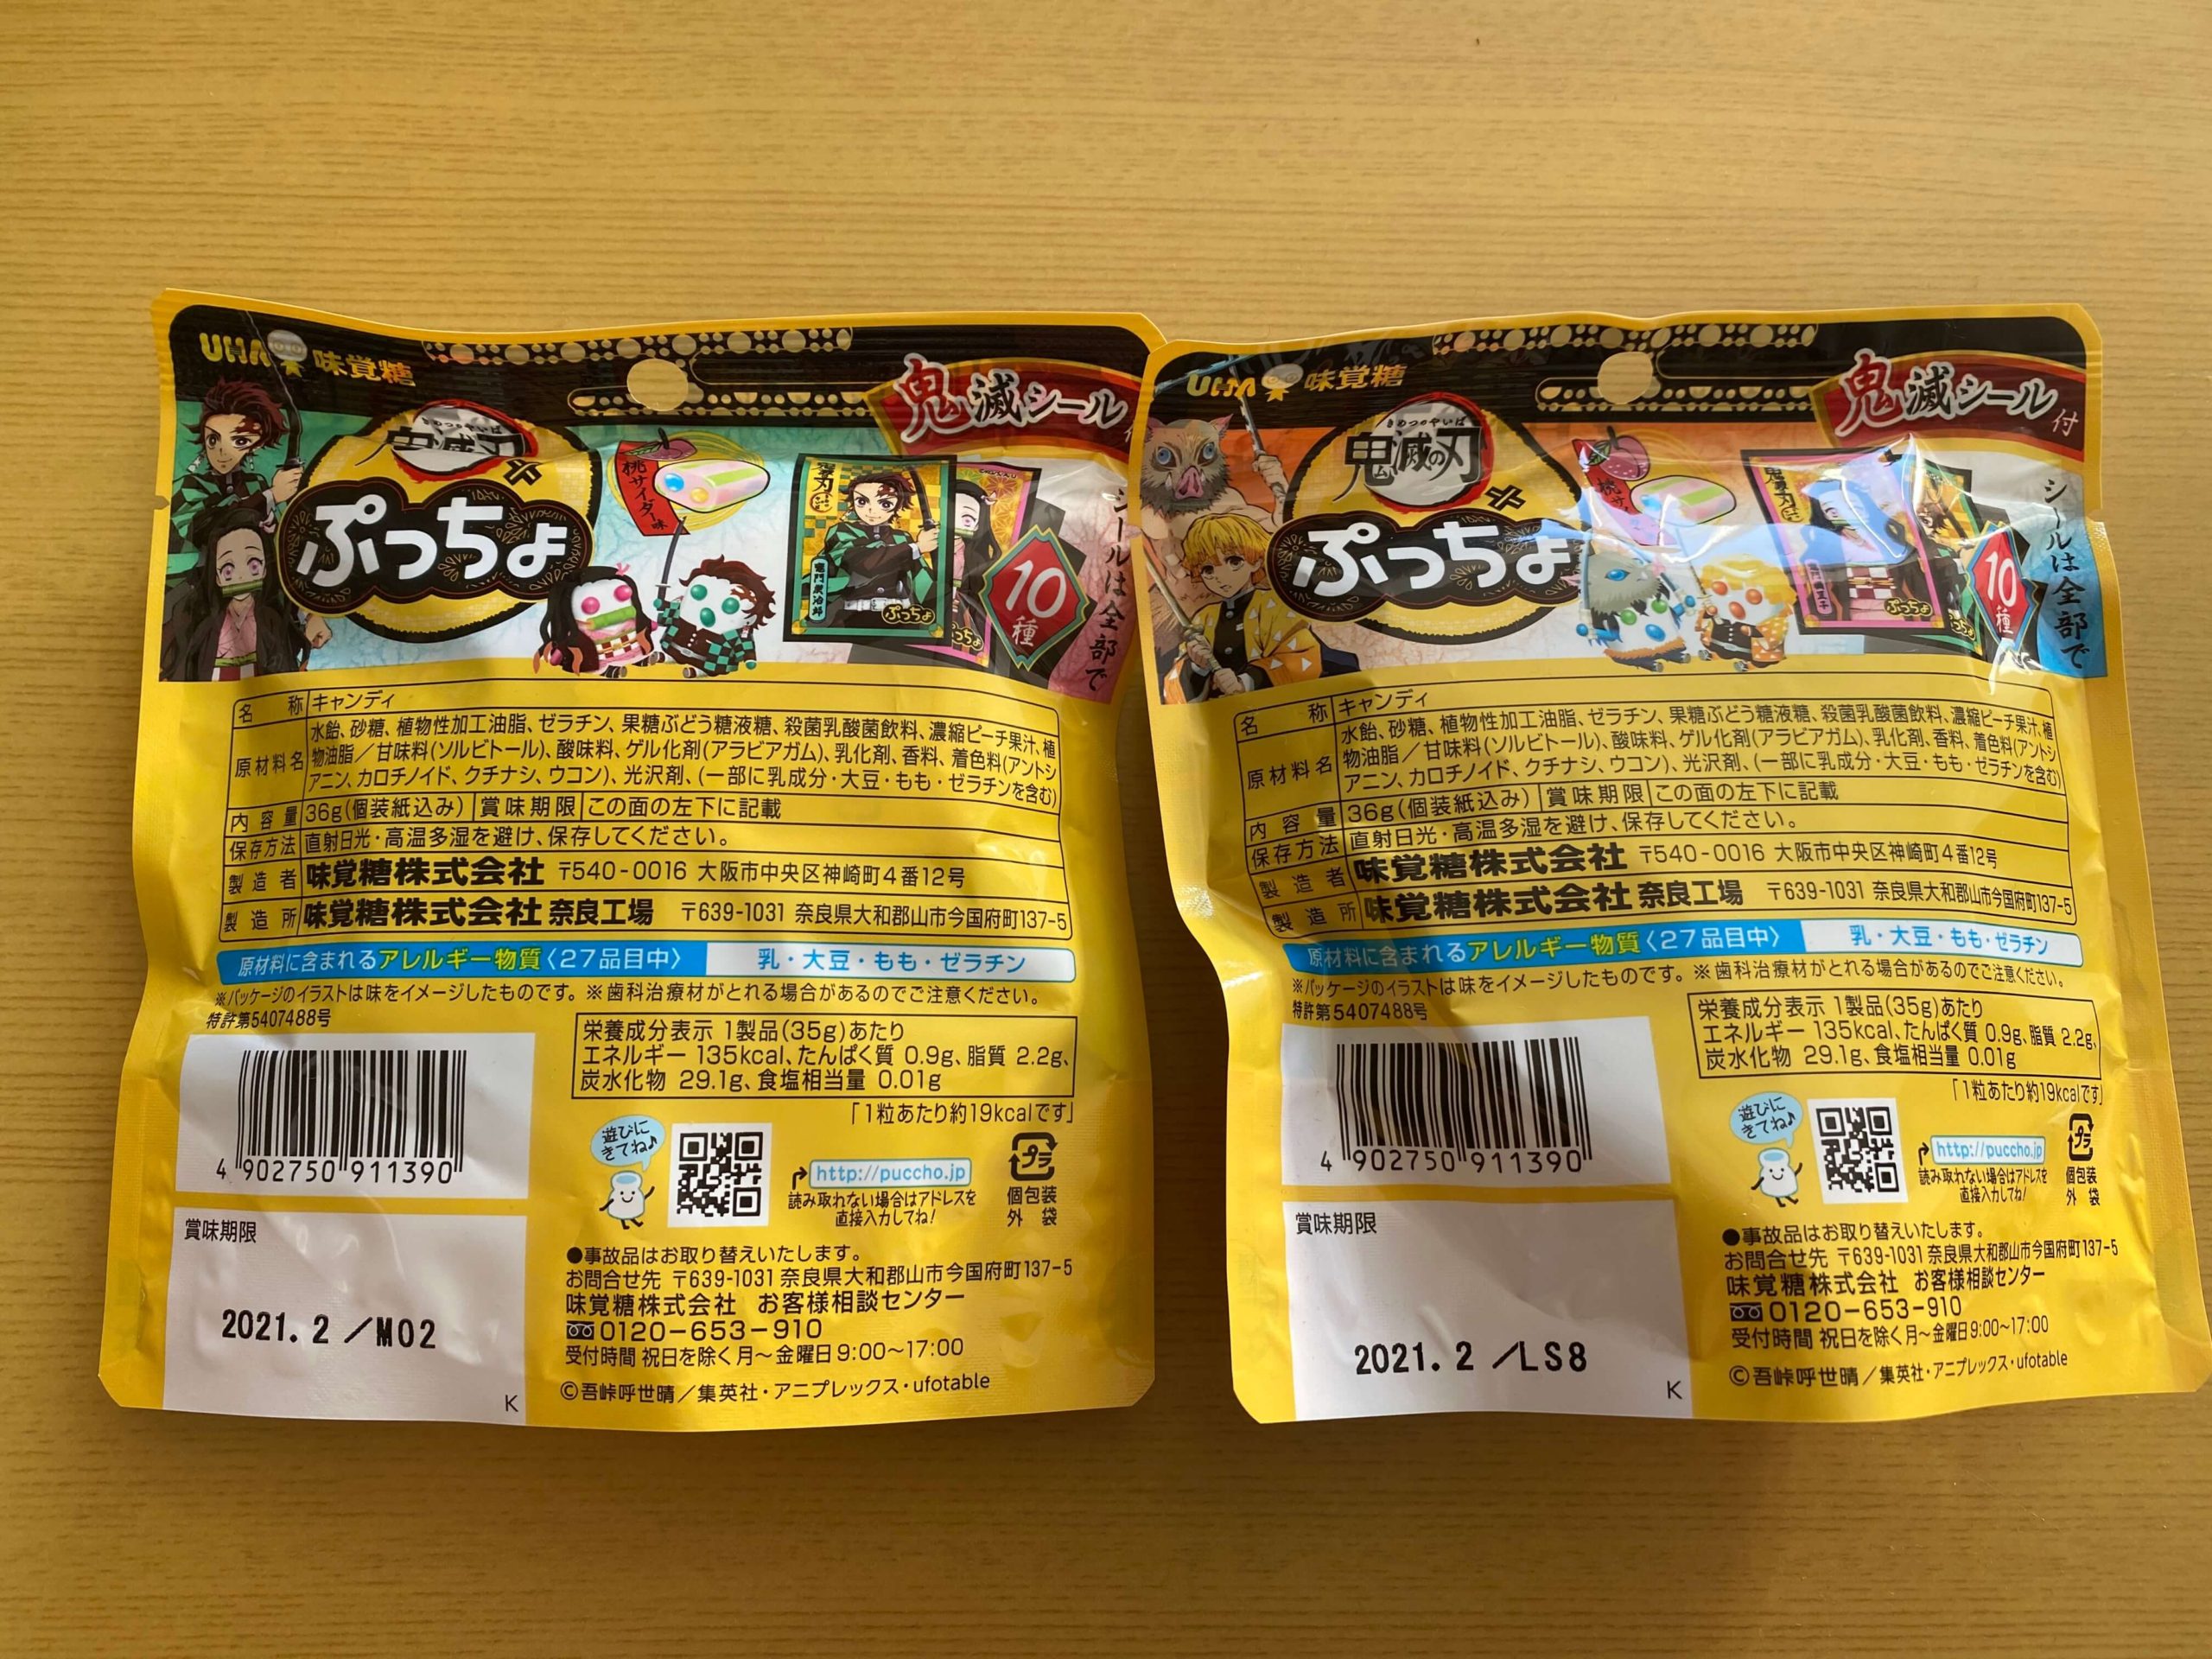 UHA 味覚糖
鬼滅シール
鬼滅の刃
+
ぷっちょ
桃サイダー味
竈門炭治郎
ぷっちょ
10種
シールは全部で
名称 キャンディ
原材料名 水飴、砂糖、植物性加工油脂、ゼラチン、果糖ぶどう糖液糖、殺菌乳酸菌飲料、濃縮ピーチ果汁、植
物油脂/甘味料(ソルビトール)、酸味料、ゲル化剤(アラビアガム)、乳化剤、香料、着色料(アントシ
アニン、カロチノイド、クチナシ、ウコン)、光沢剤、(一部に乳成分・大豆・もも・ゼラチンを含む)
内容量 36g(個装紙込み) 賞味期限 この面の左下に記載
保存方法 直射日光・高温多湿を避け、保存してください。
製造者 味覚糖株式会社 〒540-0016 大阪市中央区神崎町4番12号
製造所 味覚糖株式会社 奈良工場 〒639-1031 奈良県大和郡山市今国府町137-5
原材料に含まれるアレルギー物質〈27品目中〉 乳・大豆・もも・ゼラチン
※パッケージのイラストは味をイメージしたものです。※歯科治療材がとれる場合があるのでご注意ください。
特許第5407488号
栄養成分表示 1製品(35g)あたり
エネルギー 135kcal、たんぱく質 0.9g、脂質 2.2g、
炭水化物 29.1g、食塩相当量 0.01g
「1粒あたり約19kcalです」
4 902750 911390
遊びに
きてね♪
http://puccho.jp
読み取れない場合はアドレスを
直接入力してね!
プラ
個包装
外袋
賞味期限
2021. 2 /M02
K
●事故品はお取り替えいたします。
お問合せ先 〒639-1031 奈良県大和郡山市今国府町137-5
味覚糖株式会社 お客様相談センター
0120-653-910
受付時間 祝日を除く月~金曜日9:00~17:00
©吾峠呼世晴/集英社・アニプレックス・ufotable
UHA 味覚糖
鬼滅シール付
きめつのやいば
鬼滅の刃
+
ぷっちょ
ぷっちょ
10種
シールは全部で
名称 キャンディ
原材料名 水飴、砂糖、植物性加工油脂、ゼラチン、果糖ぶどう糖液糖、殺菌乳酸菌飲料、濃縮ピーチ果汁、植
物油脂/甘味料(ソルビトール)、酸味料、ゲル化剤(アラビアガム)、乳化剤、香料、着色料(アントシ
アニン、カロチノイド、クチナシ、ウコン)、光沢剤、(一部に乳成分・大豆・もも・ゼラチンを含む)
内容量 36g(個装紙込み) 賞味期限 この面の左下に記載
保存方法 直射日光・高温多湿を避け、保存してください。
製造者 味覚糖株式会社 〒540-0016 大阪市中央区神崎町4番12号
製造所 味覚糖株式会社 奈良工場 〒639-1031 奈良県大和郡山市今国府町137-5
原材料に含まれるアレルギー物質〈27品目中〉 乳・大豆・もも・ゼラチン
※パッケージのイラストは味をイメージしたものです。※歯科治療材がとれる場合があるのでご注意ください。
特許第5407488号
栄養成分表示 1製品(35g)あたり
エネルギー 135kcal、たんぱく質 0.9g、脂質 2.2g、
炭水化物 29.1g、食塩相当量 0.01g
「1粒あたり約19kcalです」
4 902750 911390
遊びに
きてね♪
http://puccho.jp
読み取れない場合はアドレスを
直接入力してね!
プラ
個包装
外袋
賞味期限
2021. 2 /LS8
K
●事故品はお取り替えいたします。
お問合せ先 〒639-1031 奈良県大和郡山市今国府町137-5
味覚糖株式会社 お客様相談センター
0120-653-910
受付時間 祝日を除く月~金曜日9:00~17:00
©吾峠呼世晴/集英社・アニプレックス・ufotable